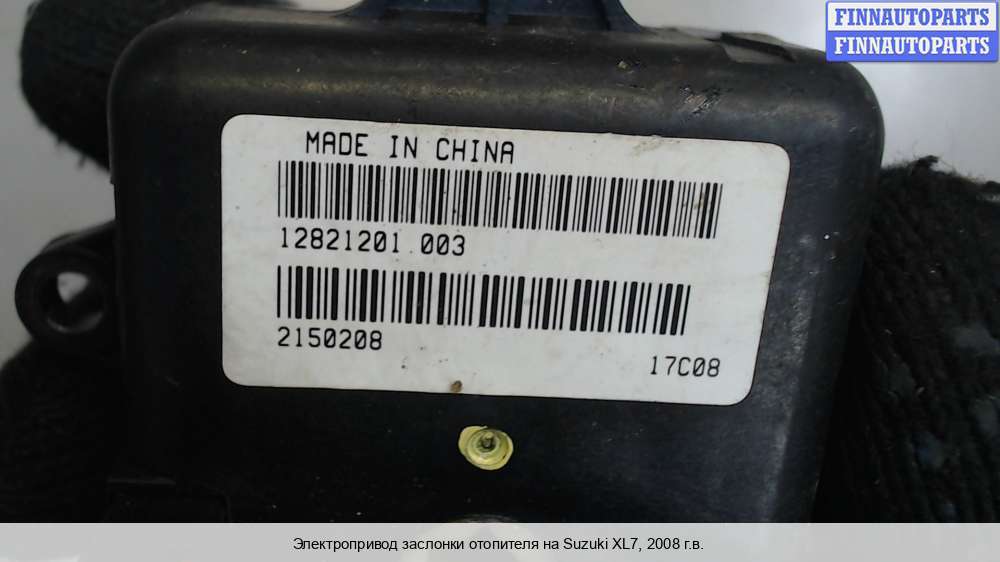 FINNAUTOPARTS
FINNAUTOPARTS
MADE IN CHINA
12821201.003
2150208
17C08
Электропривод заслонки отопителя на Suzuki XL7, 2008 г.в.